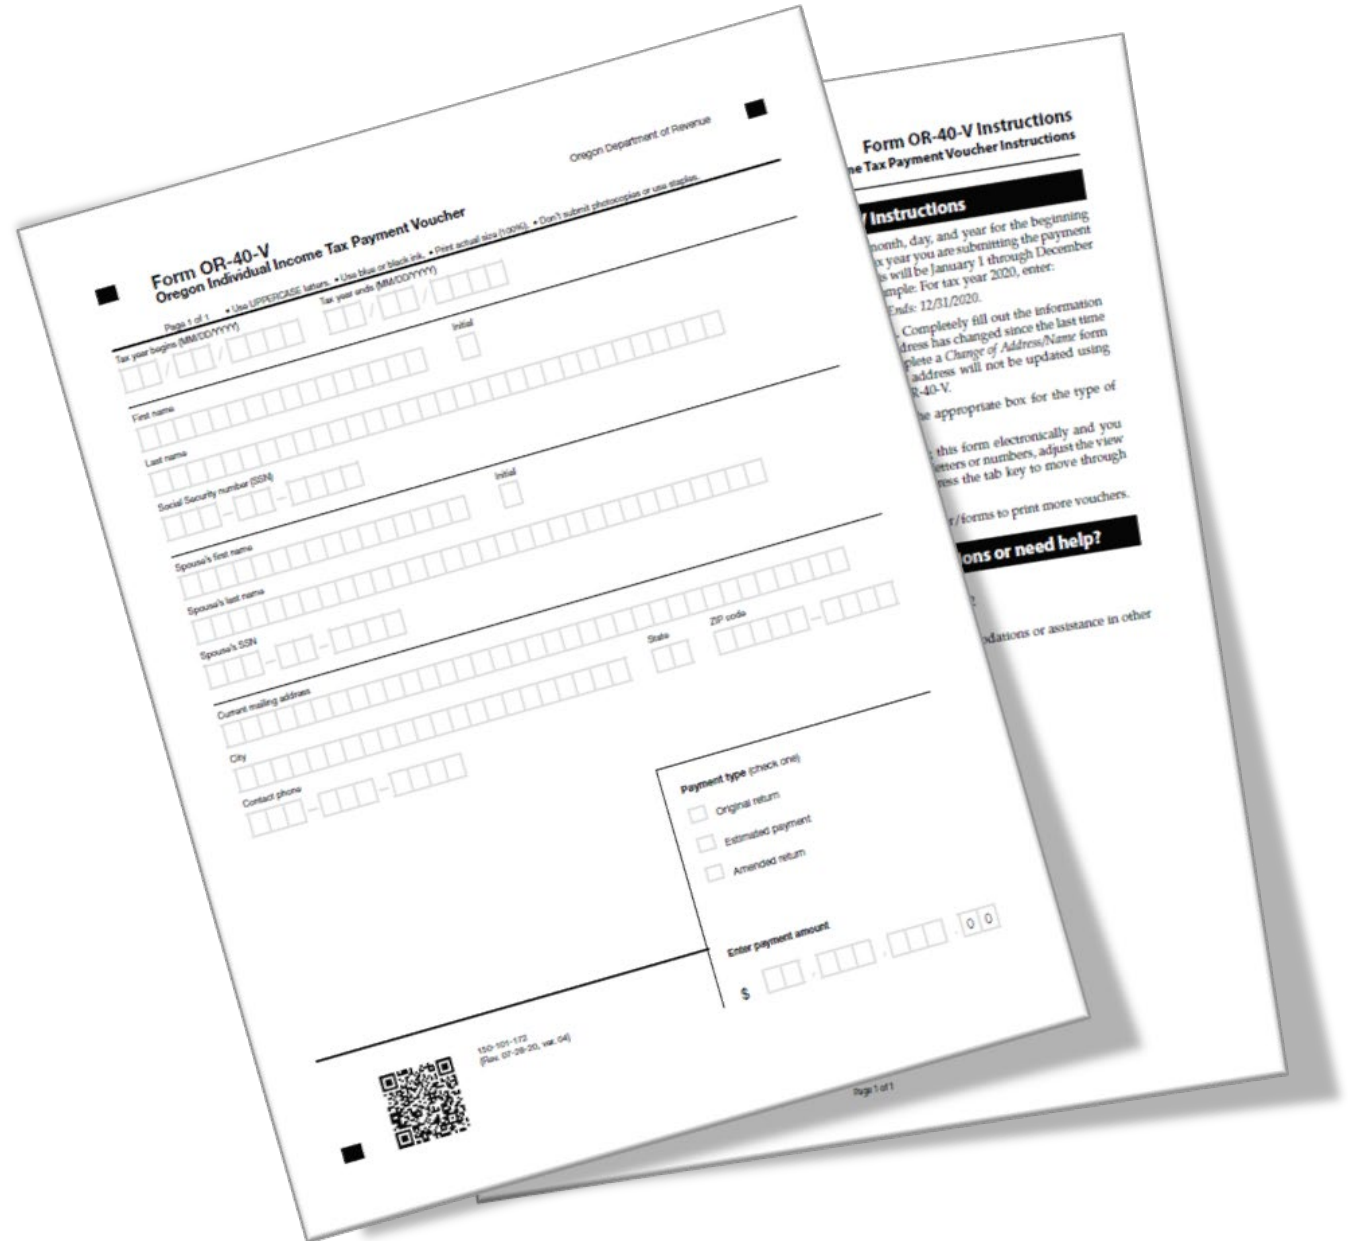 Oregon Department of Revenue
Form OR-40-V
Oregon Individual Income Tax Payment Voucher
Page 1 of 1 • Use UPPERCASE letters. • Use blue or black ink. • Print actual size (100%). • Don't submit photocopies or use staples.
Tax year begins (MM/DD/YYYY) Tax year ends (MM/DD/YYYY)
/ / / /
First name Initial
Last name
Social Security number (SSN)
– –
Spouse's first name Initial
Spouse's last name
Spouse's SSN
– –
Current mailing address
City State ZIP code
–
Contact phone
– –
Payment type (check one)
Original return
Estimated payment
Amended return
Enter payment amount
$ , , . 0 0
150-101-172
(Rev. 07-28-20, ver. 04)
Form OR-40-V Instructions
Tax Payment Voucher Instructions
Instructions
month, day, and year for the beginning
x year you are submitting the payment
s will be January 1 through December
mple: For tax year 2020, enter:
Ends: 12/31/2020.
. Completely fill out the information
dress has changed since the last time
plete a Change of Address/Name form
address will not be updated using
R-40-V.
he appropriate box for the type of
this form electronically and you
etters or numbers, adjust the view
ress the tab key to move through
r/forms to print more vouchers.
ons or need help?
?
odations or assistance in other
Page 1 of 1